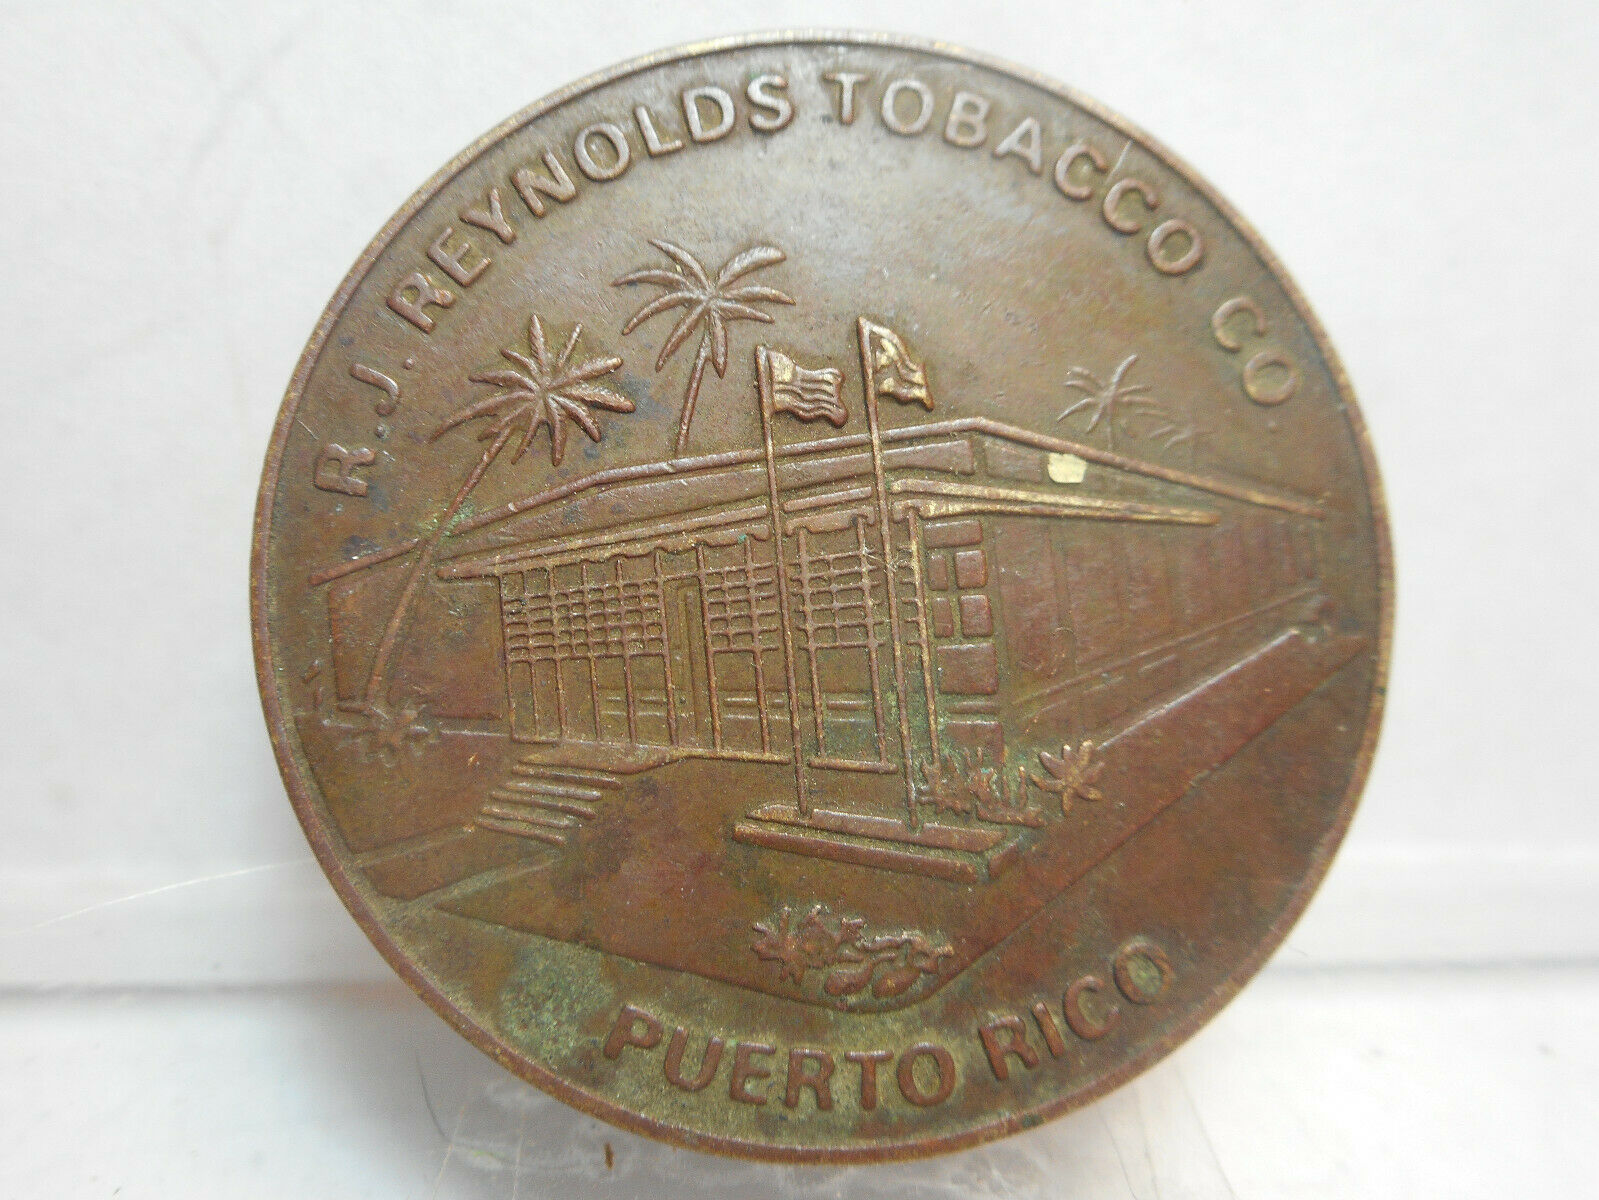 R. J. REYNOLDS TOBACCO CO.
PUERTO RICO